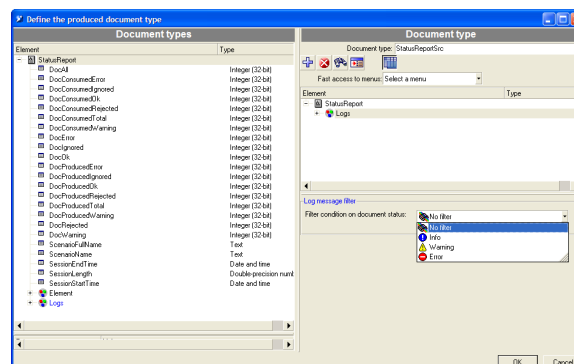 Define the produced document type
Document types
Element Type
StatusReport
DocAll Integer (32-bit)
DocConsumedError Integer (32-bit)
DocConsumedIgnored Integer (32-bit)
DocConsumedOk Integer (32-bit)
DocConsumedRejected Integer (32-bit)
DocConsumedTotal Integer (32-bit)
DocConsumedWarning Integer (32-bit)
DocError Integer (32-bit)
DocIgnored Integer (32-bit)
DocOk Integer (32-bit)
DocProducedError Integer (32-bit)
DocProducedIgnored Integer (32-bit)
DocProducedOk Integer (32-bit)
DocProducedRejected Integer (32-bit)
DocProducedTotal Integer (32-bit)
DocProducedWarning Integer (32-bit)
DocRejected Integer (32-bit)
DocWarning Integer (32-bit)
ScenarioFullName Text
ScenarioName Text
SessionEndTime Date and time
SessionLength Double-precision numb
SessionStartTime Date and time
Element
Logs
Document type
Document type: StatusReportSrc
Fast access to menus: Select a menu
Element Type
StatusReport
Logs
Log message filter
Filter condition on document status: No filter
No filter
Info
Warning
Error
OK Cancel